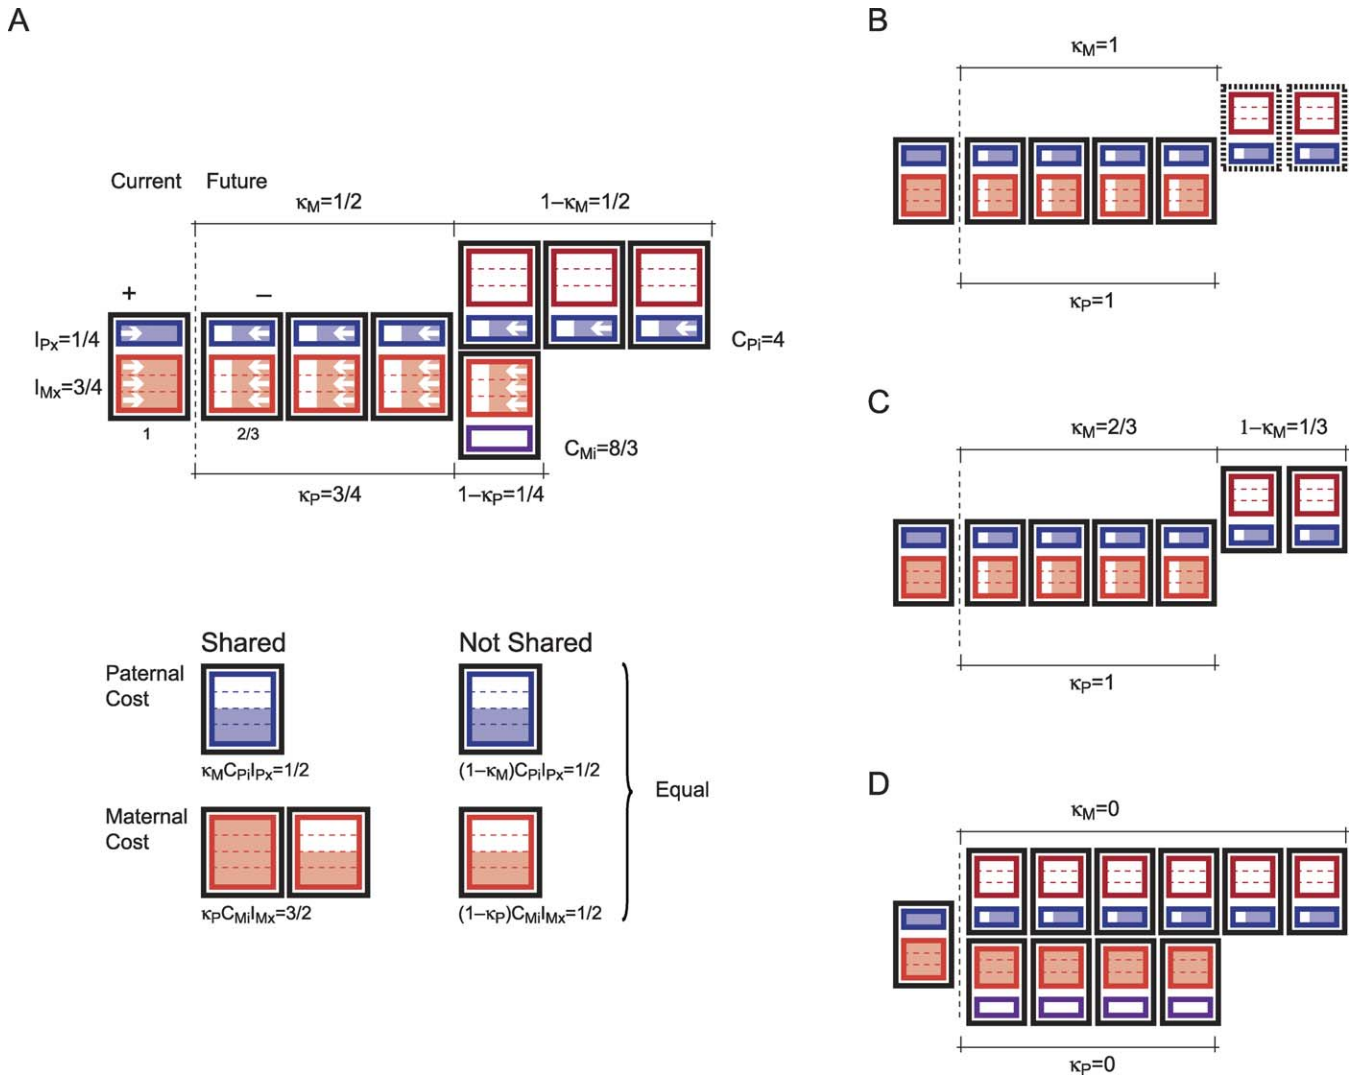 A
Current Future
κM=1/2
1−κM=1/2
+
−
IPx=1/4
IMx=3/4
1
2/3
CPi=4
CMi=8/3
κP=3/4
1−κP=1/4
Shared
Not Shared
Paternal
Cost
κMCPiIPx=1/2
(1−κM)CPiIPx=1/2
Equal
Maternal
Cost
κPCMiIMx=3/2
(1−κP)CMiIMx=1/2
B
κM=1
κP=1
C
κM=2/3
1−κM=1/3
κP=1
D
κM=0
κP=0